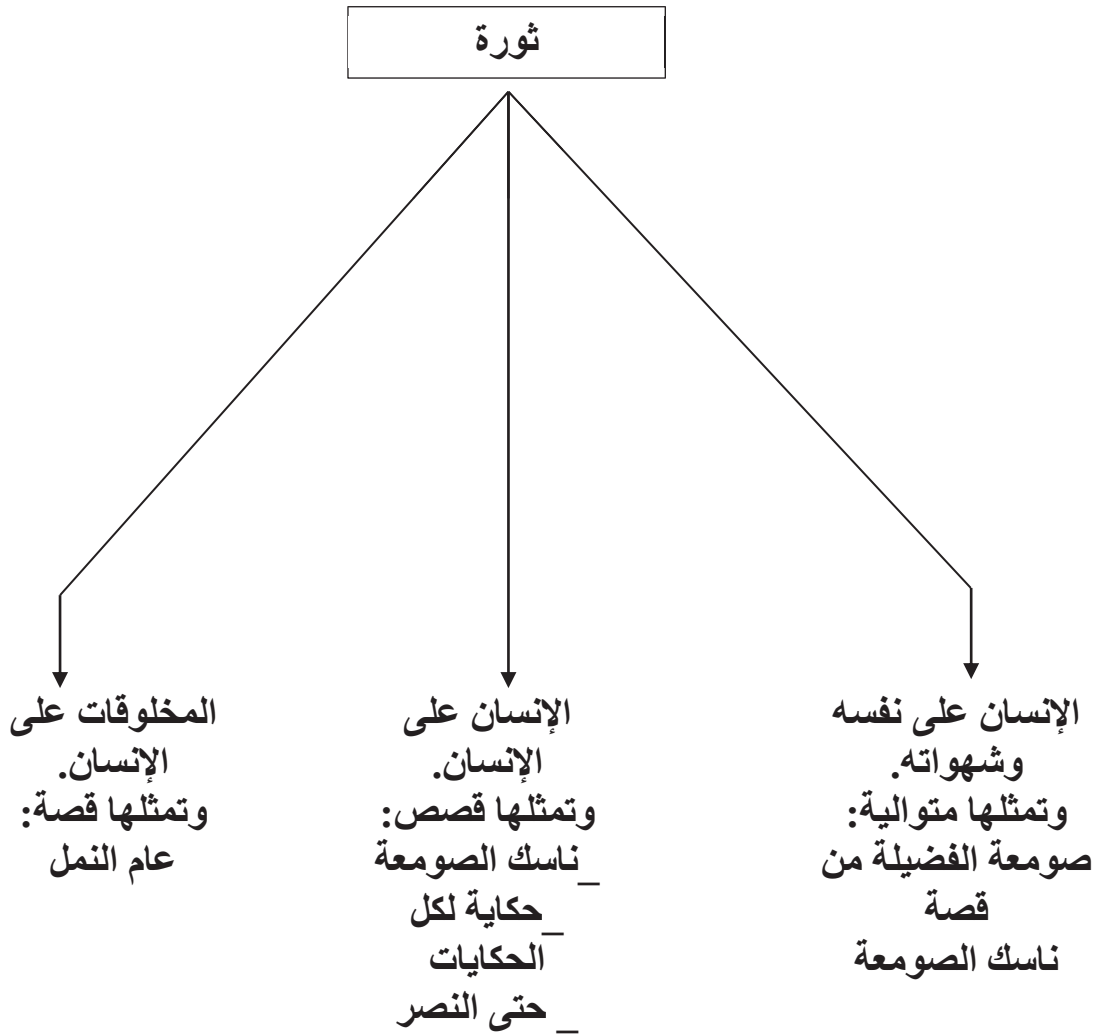 ثورة
الإنسان على نفسه
وشهواته.
وتمثلها متوالية:
صومعة الفضيلة من
قصة
ناسك الصومعة
الإنسان على
الإنسان.
وتمثلها قصص:
_ناسك الصومعة
_حكاية لكل
الحكايات
_ حتى النصر
المخلوقات على
الإنسان.
وتمثلها قصة:
عام النمل